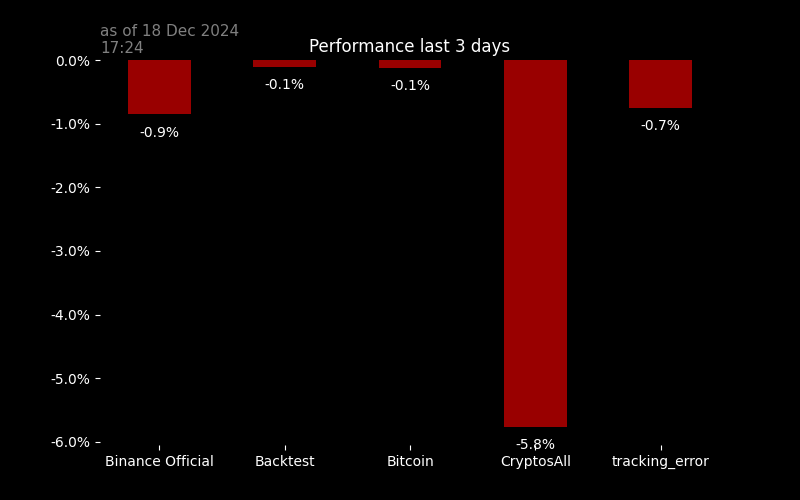 as of 18 Dec 2024
17:24
Performance last 3 days
0.0%
-1.0%
-2.0%
-3.0%
-4.0%
-5.0%
-6.0%
-0.9%
-0.1%
-0.1%
-5.8%
-0.7%
Binance Official
Backtest
Bitcoin
CryptosAll
tracking_error